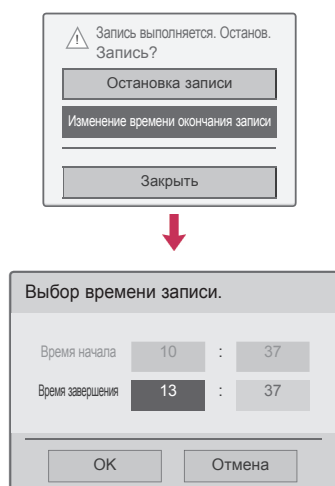 Запись выполняется. Останов.
Запись?
Остановка записи
Изменение времени окончания записи
Закрыть
Выбор времени записи.
Время начала 10 : 37
Время завершения 13 : 37
OK Отмена